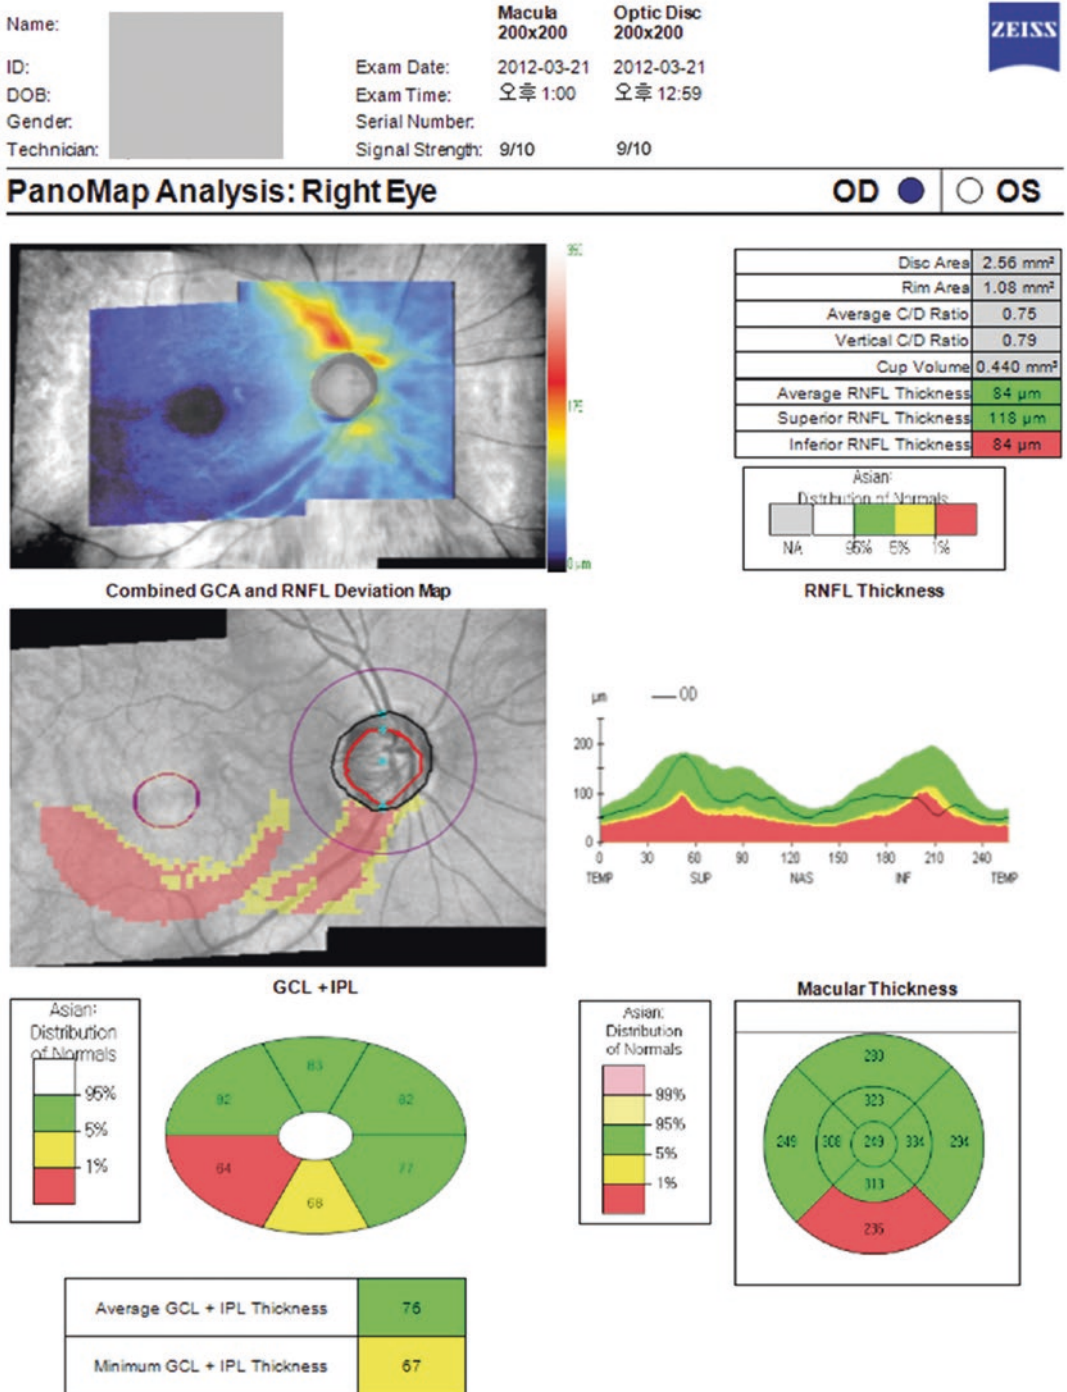 Macula Optic Disc
200x200 200x200
ZEISS
Name:
ID:
DOB:
Gender:
Technician:
Exam Date: 2012-03-21 2012-03-21
Exam Time: 오후 1:00 오후 12:59
Serial Number:
Signal Strength: 9/10 9/10
PanoMap Analysis: Right Eye OD OS
175
0 μm
Disc Area 2.56 mm²
Rim Area 1.08 mm²
Average C/D Ratio 0.75
Vertical C/D Ratio 0.79
Cup Volume 0.440 mm³
Average RNFL Thickness 84 μm
Superior RNFL Thickness 118 μm
Inferior RNFL Thickness 84 μm
Asian:
Distribution of Normals
NA 95% 5% 1%
Combined GCA and RNFL Deviation Map
RNFL Thickness
μm OD
200
100
0
0 30 60 90 120 150 180 210 240
TEMP SUP NAS INF TEMP
GCL + IPL
Asian:
Distribution
of Normals
95%
5%
1%
83
92 82
64 77
68
Average GCL + IPL Thickness 76
Minimum GCL + IPL Thickness 67
Macular Thickness
Asian:
Distribution
of Normals
99%
95%
5%
1%
323
249 308 249 334 294
313